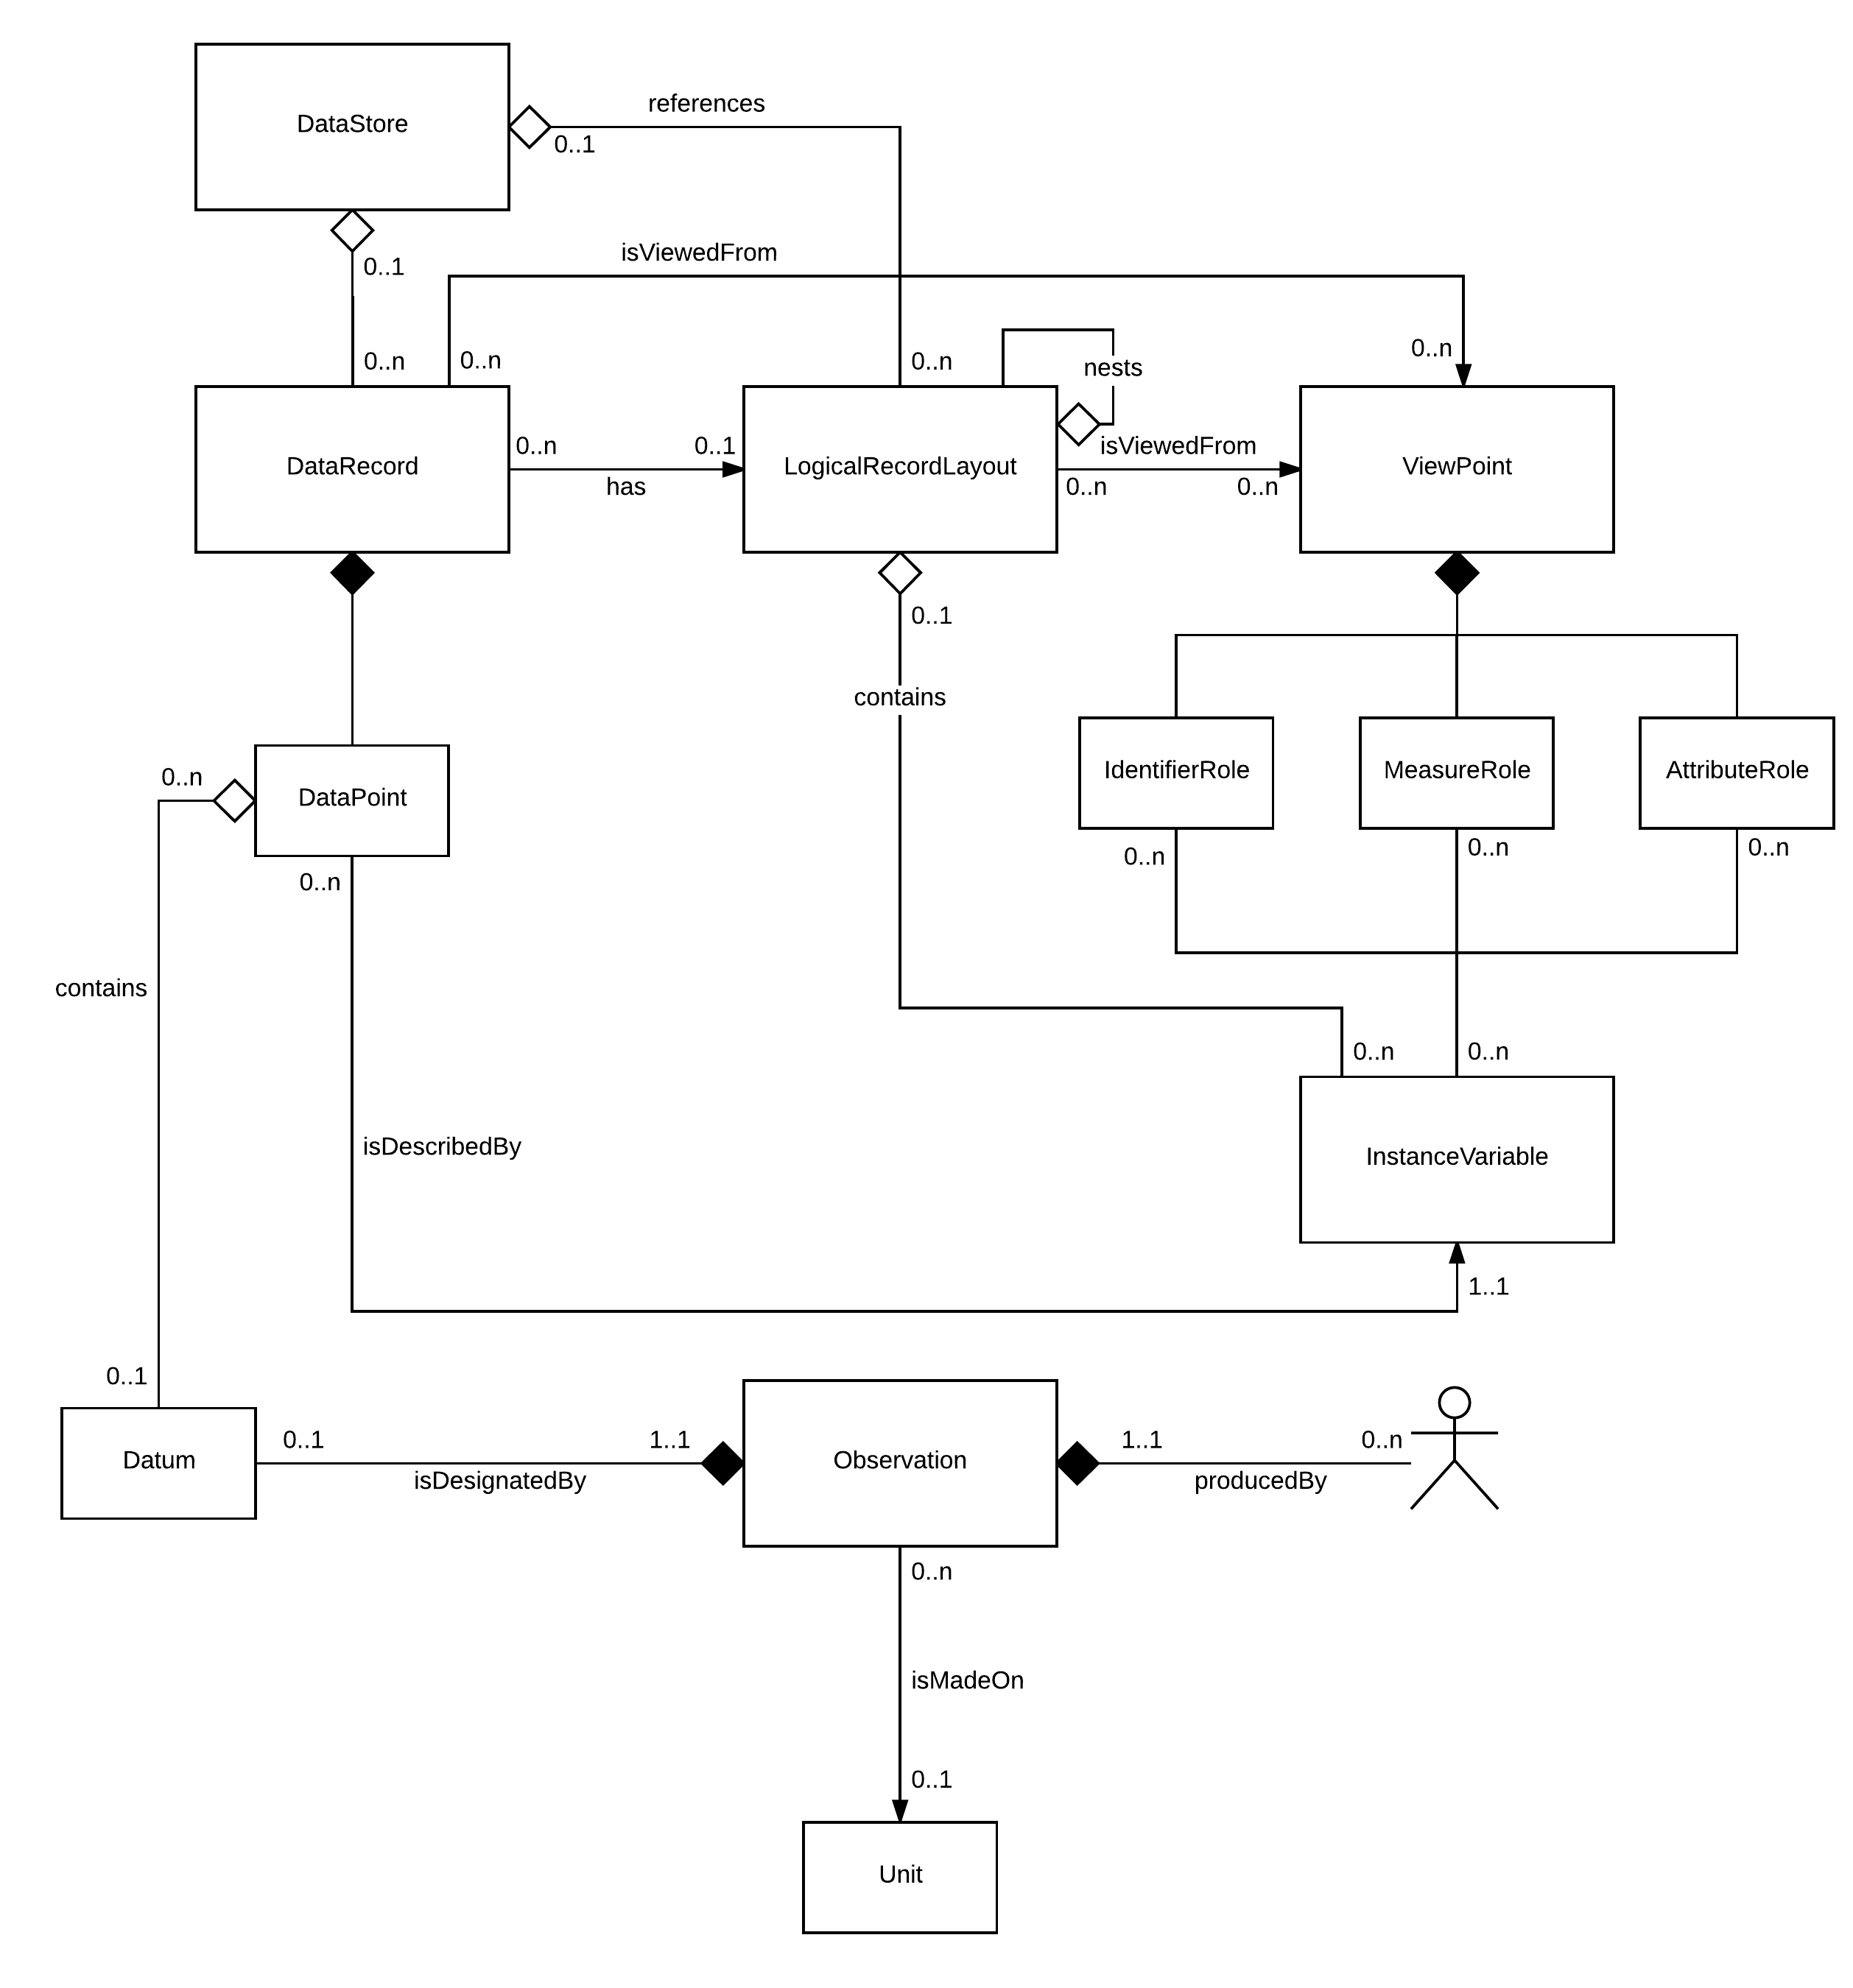 references
DataStore
0..1
isViewedFrom
0..1
0..n
0..n
0..n
0..n
nests
0..n
0..1
isViewedFrom
DataRecord
LogicalRecordLayout
ViewPoint
has
0..n
0..n
0..1
contains
IdentifierRole
MeasureRole
AttributeRole
0..n
DataPoint
0..n
0..n
0..n
0..n
contains
0..n
0..n
isDescribedBy
InstanceVariable
1..1
0..1
0..1
1..1
1..1
0..n
Datum
Observation
isDesignatedBy
producedBy
0..n
isMadeOn
0..1
Unit